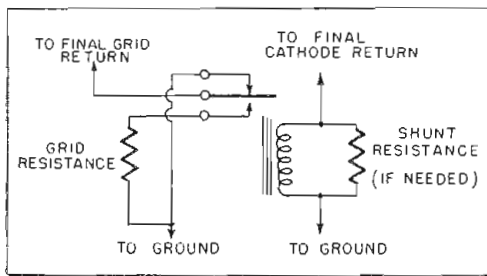 TO FINAL GRID
RETURN
TO FINAL
CATHODE RETURN
GRID
RESISTANCE
SHUNT
RESISTANCE
(IF NEEDED)
TO GROUND
TO GROUND